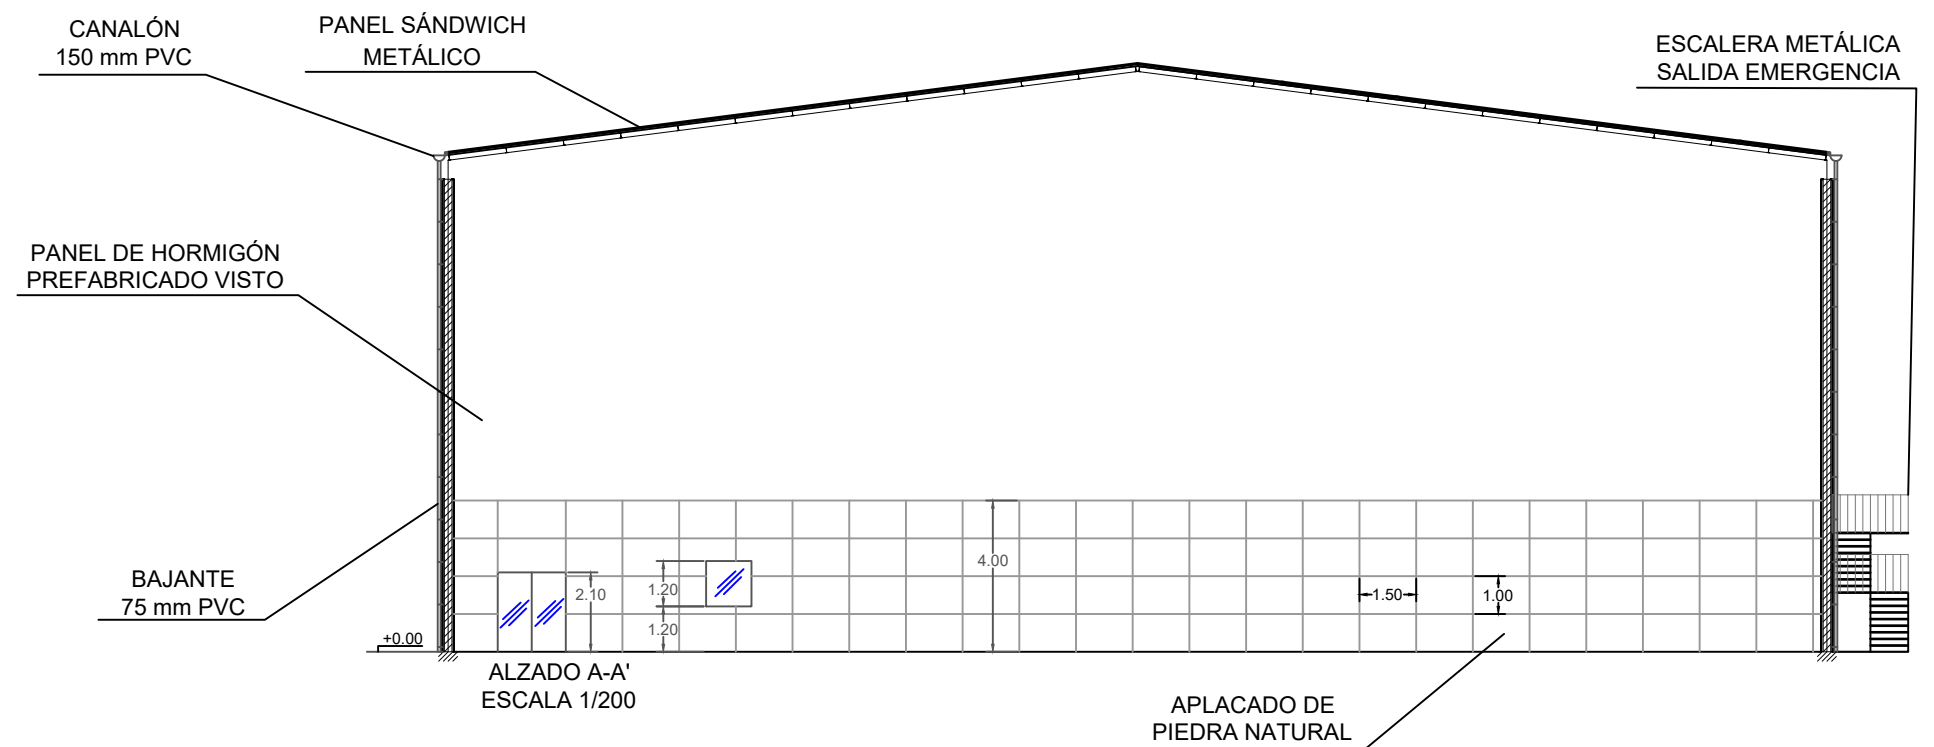 CANALÓN
150 mm PVC
PANEL SÁNDWICH
METÁLICO
ESCALERA METÁLICA
SALIDA EMERGENCIA
PANEL DE HORMIGÓN
PREFABRICADO VISTO
BAJANTE
75 mm PVC
+0.00
2.10
1.20
1.20
4.00
1.50
1.00
ALZADO A-A'
ESCALA 1/200
APLACADO DE
PIEDRA NATURAL